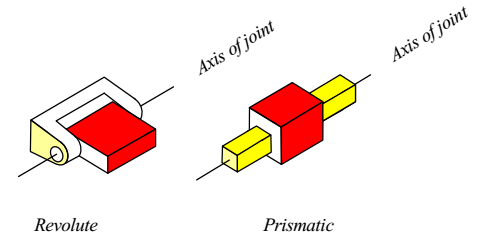 Axis of joint
Axis of joint
Revolute
Prismatic